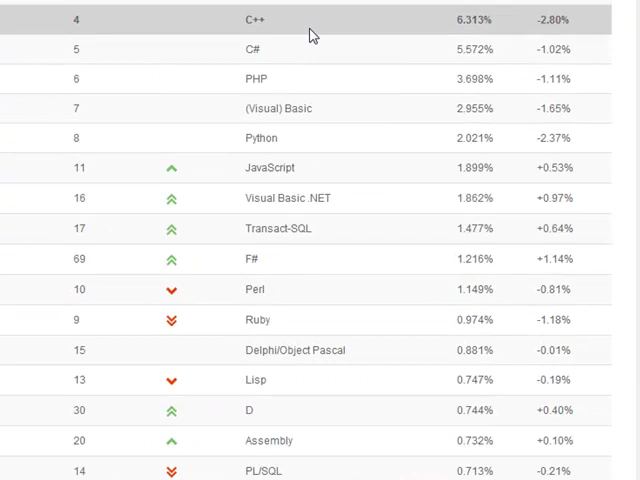 4 C++ 6.313% -2.80%
5 C# 5.572% -1.02%
6 PHP 3.698% -1.11%
7 (Visual) Basic 2.955% -1.65%
8 Python 2.021% -2.37%
11 JavaScript 1.899% +0.53%
16 Visual Basic .NET 1.862% +0.97%
17 Transact-SQL 1.477% +0.64%
69 F# 1.216% +1.14%
10 Perl 1.149% -0.81%
9 Ruby 0.974% -1.18%
15 Delphi/Object Pascal 0.881% -0.01%
13 Lisp 0.747% -0.19%
30 D 0.744% +0.40%
20 Assembly 0.732% +0.10%
14 PL/SQL 0.713% -0.21%